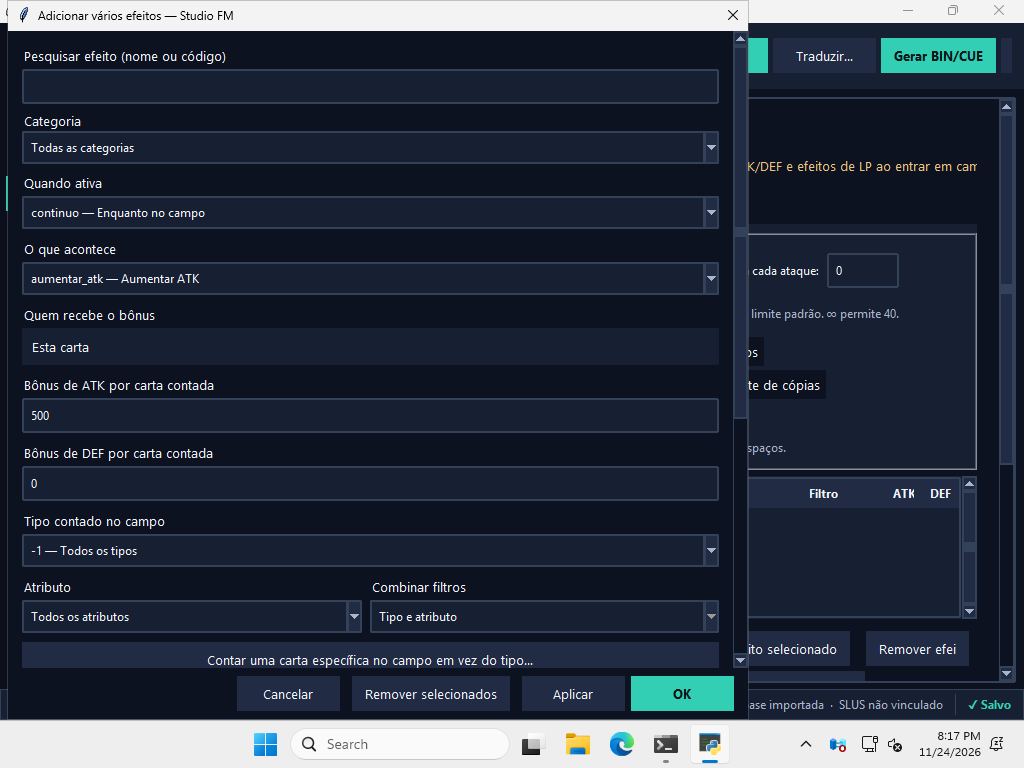 Adicionar vários efeitos — Studio FM
Traduzir...
Gerar BIN/CUE
Pesquisar efeito (nome ou código)
Categoria
Todas as categorias
K/DEF e efeitos de LP ao entrar em cam
Quando ativa
continuo — Enquanto no campo
O que acontece
aumentar_atk — Aumentar ATK
cada ataque:
0
Quem recebe o bônus
limite padrão. ∞ permite 40.
Esta carta
os
Bônus de ATK por carta contada
te de cópias
500
Bônus de DEF por carta contada
spaços.
0
Filtro
ATK
DEF
Tipo contado no campo
-1 — Todos os tipos
Atributo
Combinar filtros
Todos os atributos
Tipo e atributo
Contar uma carta específica no campo em vez do tipo...
ito selecionado
Remover efei
Cancelar
Remover selecionados
Aplicar
OK
ase importada · SLUS não vinculado
✓ Salvo
Search
8:17 PM
11/24/2026